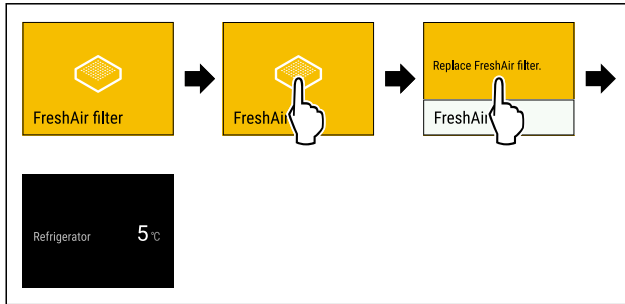 FreshAir filter
FreshAi
Replace FreshAir filter.
FreshAi
Refrigerator 5 °C